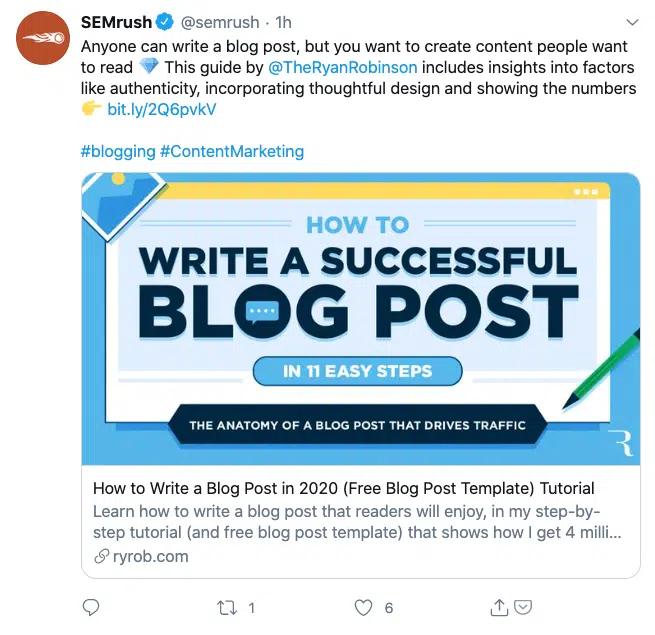 SEMrush @semrush · 1h
Anyone can write a blog post, but you want to create content people want
to read 💎 This guide by @TheRyanRobinson includes insights into factors
like authenticity, incorporating thoughtful design and showing the numbers
👉 bit.ly/2Q6pvkV
#blogging #ContentMarketing
HOW TO
WRITE A SUCCESSFUL
BLOG POST
IN 11 EASY STEPS
THE ANATOMY OF A BLOG POST THAT DRIVES TRAFFIC
R
How to Write a Blog Post in 2020 (Free Blog Post Template) Tutorial
Learn how to write a blog post that readers will enjoy, in my step-by-
step tutorial (and free blog post template) that shows how I get 4 milli...
ryrob.com
1 6